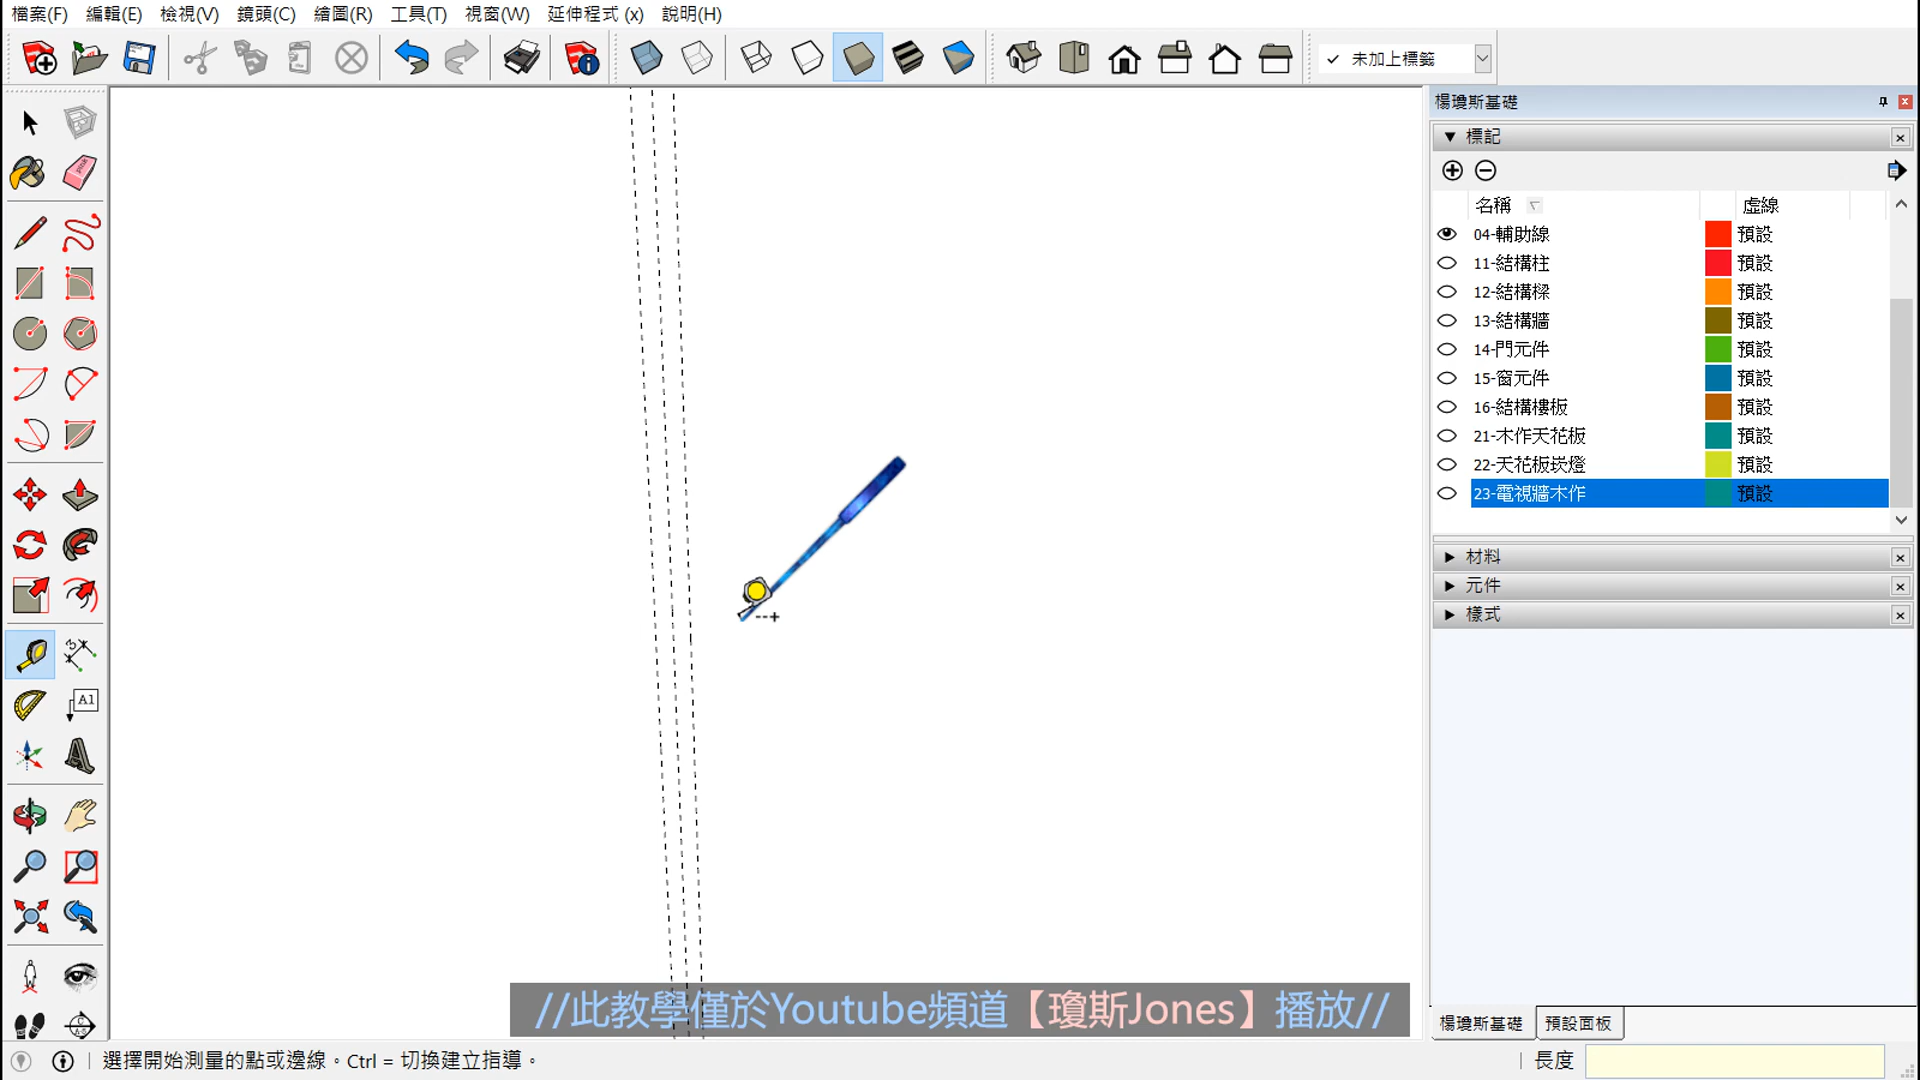 檔案(F) 編輯(E) 檢視(V) 鏡頭(C) 繪圖(R) 工具(T) 視窗(W) 延伸程式 (x) 說明(H)
未加上標籤
楊瓊斯基礎
標記
名稱 虛線
04-輔助線 預設
11-結構柱 預設
12-結構樑 預設
13-結構牆 預設
14-門元件 預設
15-窗元件 預設
16-結構樓板 預設
21-木作天花板 預設
22-天花板崁燈 預設
23-電視牆木作 預設
材料
元件
樣式
A1
//此教學僅於Youtube頻道【瓊斯Jones】播放//
楊瓊斯基礎 預設面板
選擇開始測量的點或邊線。Ctrl = 切換建立指導。
長度